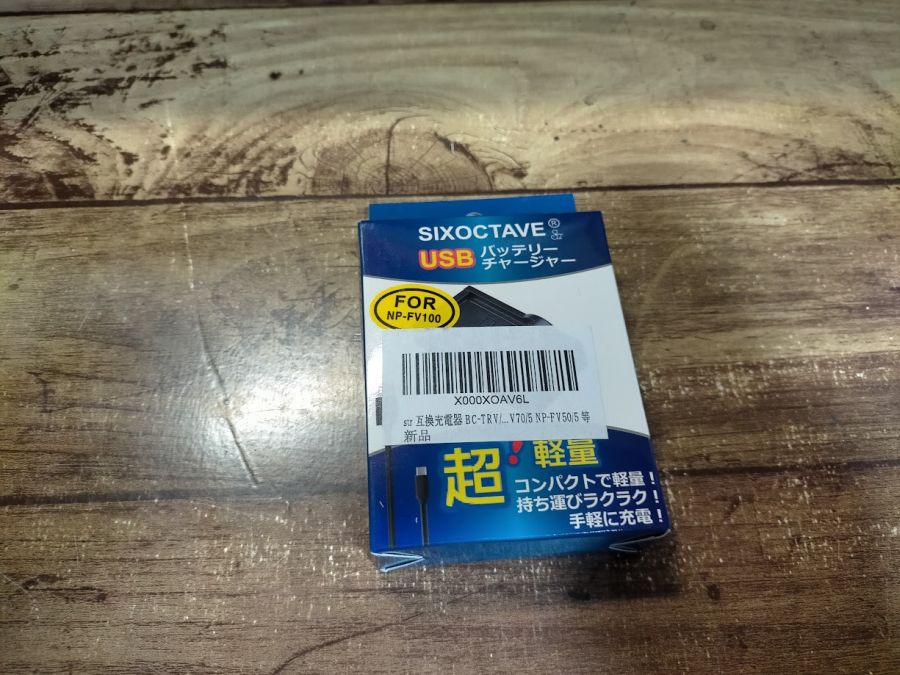 SIXOCTAVE®
str
USB バッテリー
チャージャー
FOR
NP-FV100
X000XOAV6L
str 互換充電器 BC-TRV/... V70/5 NP-FV50/5 等
新品
超！軽量
コンパクトで軽量！
持ち運びラクラク！
手軽に充電！